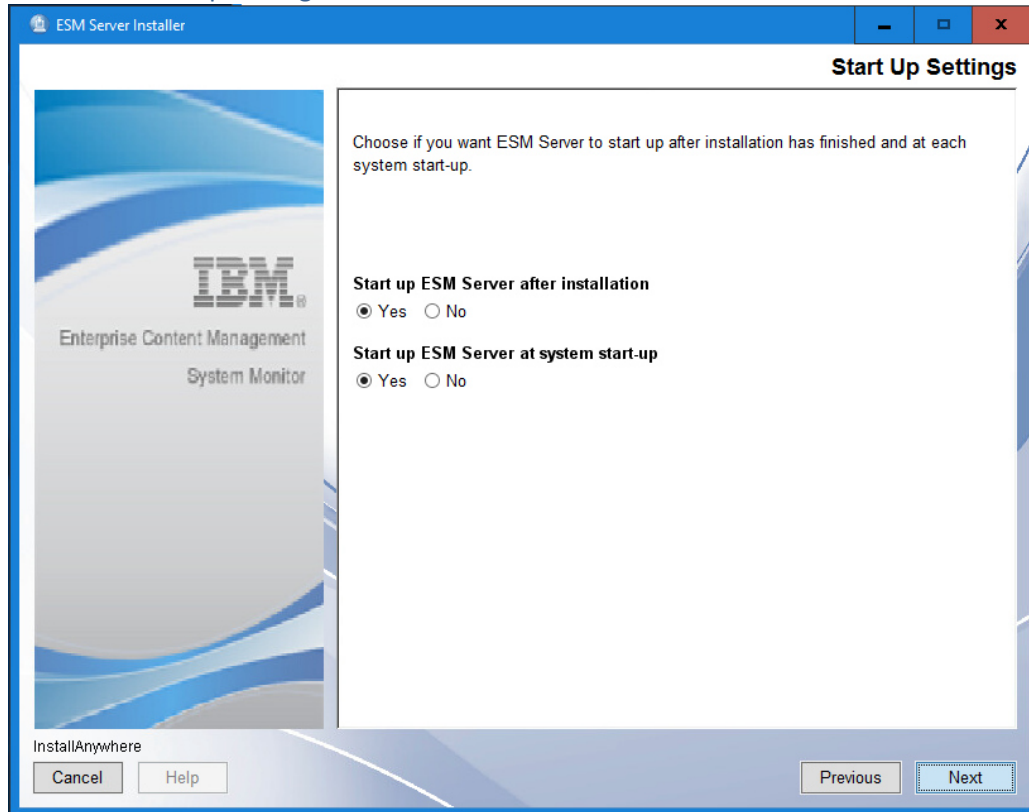 ESM Server Installer
Start Up Settings
Choose if you want ESM Server to start up after installation has finished and at each
system start-up.
IBM®
Enterprise Content Management
System Monitor
Start up ESM Server after installation
Yes No
Start up ESM Server at system start-up
Yes No
InstallAnywhere
Cancel Help Previous Next